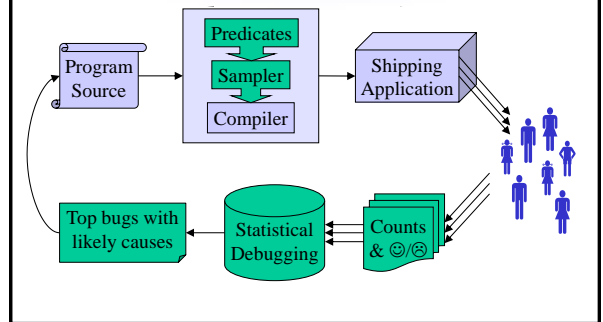 Program
Source
Predicates
Sampler
Compiler
Shipping
Application
Top bugs with
likely causes
Statistical
Debugging
Counts
& ☺/☹